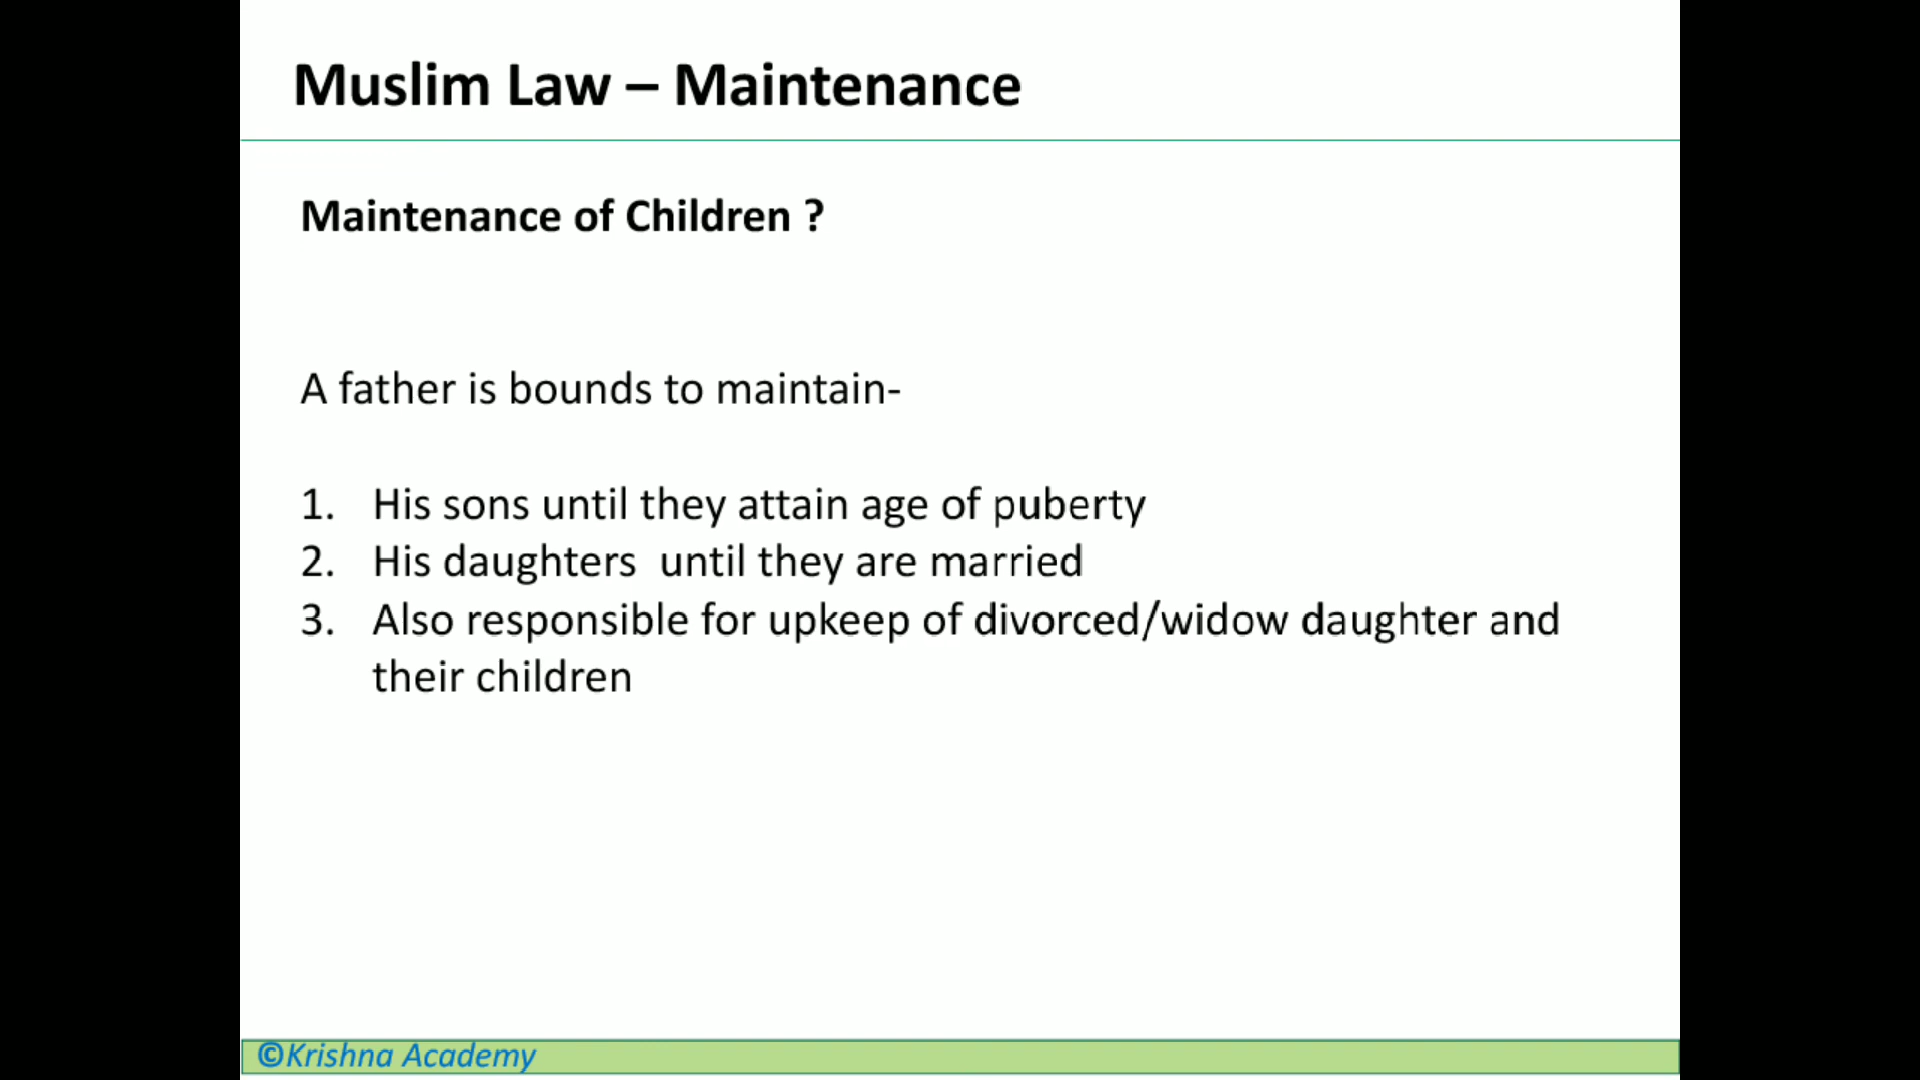 Muslim Law – Maintenance
Maintenance of Children ?
A father is bounds to maintain-
1. His sons until they attain age of puberty
2. His daughters  until they are married
3. Also responsible for upkeep of divorced/widow daughter and
their children
©Krishna Academy